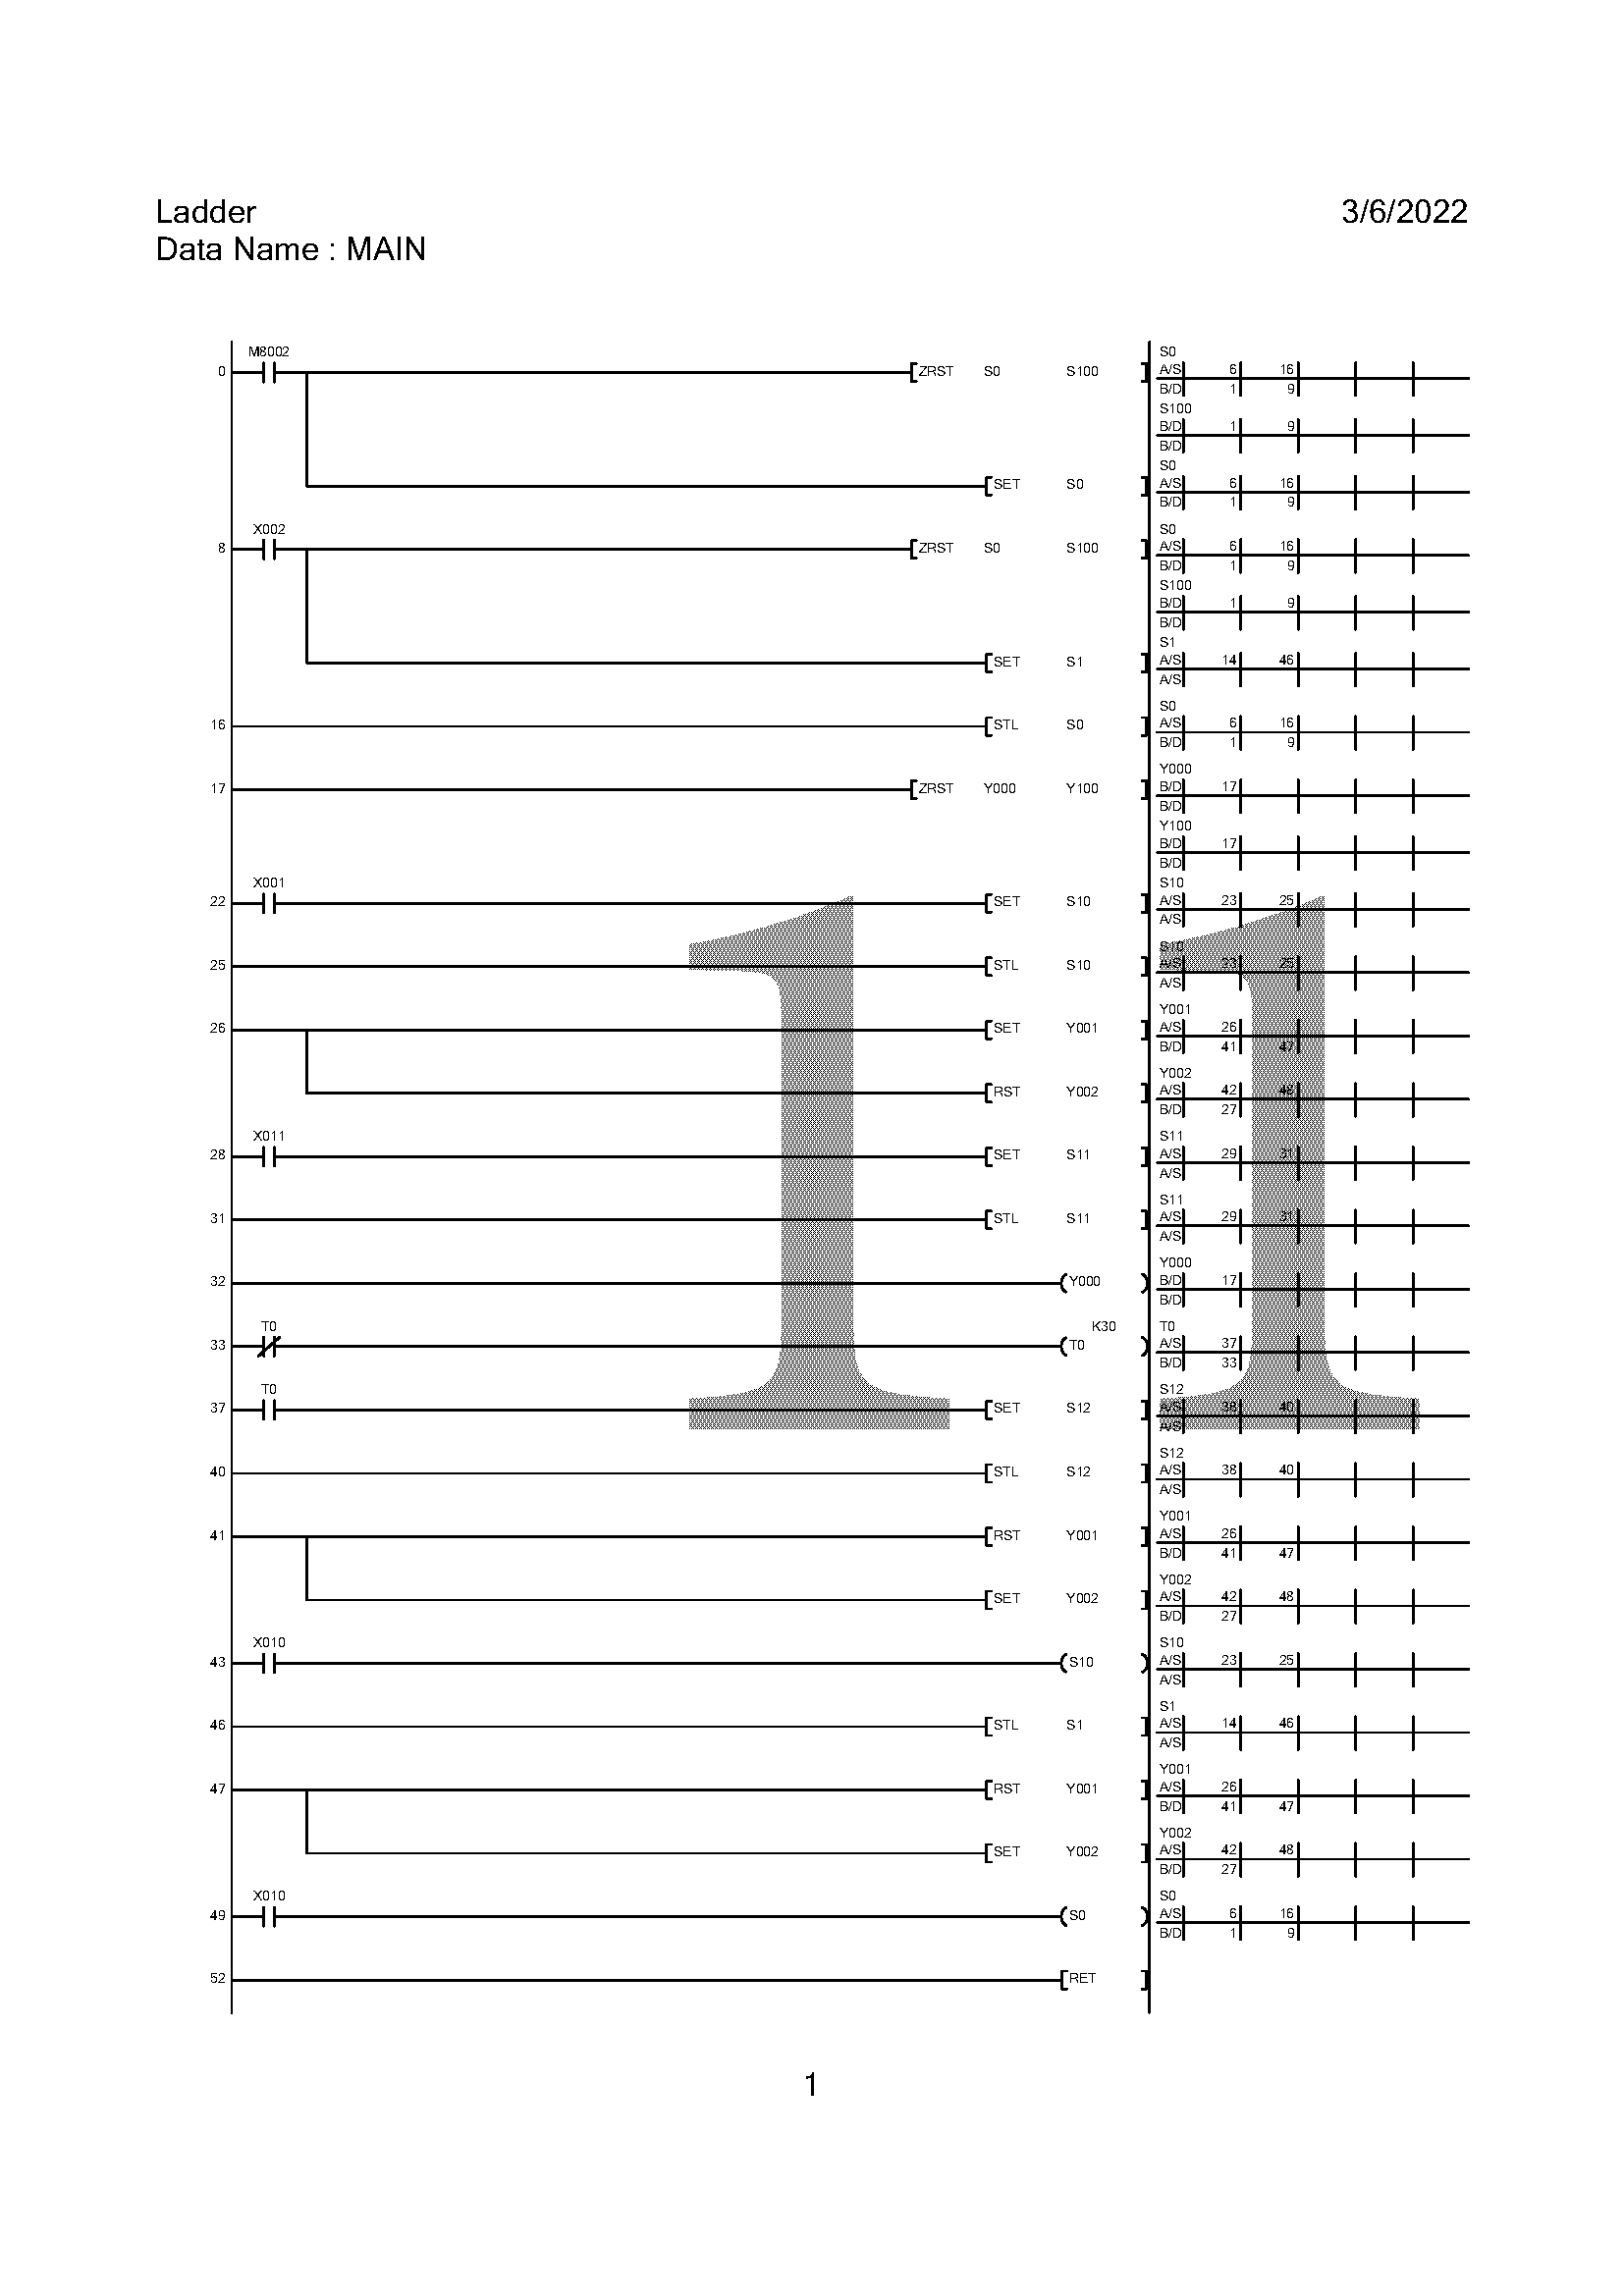 Ladder 3/6/2022
Data Name : MAIN
M8002 S0
0 ZRST S0 S100 A/S 6 16
B/D 1 9
S100
B/D 1 9
B/D
S0
SET S0 A/S 6 16
B/D 1 9
X002 S0
8 ZRST S0 S100 A/S 6 16
B/D 1 9
S100
B/D 1 9
B/D
S1
SET S1 A/S 14 46
A/S
S0
16 STL S0 A/S 6 16
B/D 1 9
Y000
17 ZRST Y000 Y100 B/D 17
B/D
Y100
B/D 17
B/D
X001 S10
22 SET S10 A/S 23 25
A/S
S10
25 STL S10 A/S 23 25
A/S
Y001
26 SET Y001 A/S 26
B/D 41 47
Y002
RST Y002 A/S 42 48
B/D 27
X011 S11
28 SET S11 A/S 29 31
A/S
S11
31 STL S11 A/S 29 31
A/S
Y000
32 Y000 B/D 17
B/D
T0 K30 T0
33 T0 A/S 37
B/D 33
T0 S12
37 SET S12 A/S 38 40
A/S
S12
40 STL S12 A/S 38 40
A/S
Y001
41 RST Y001 A/S 26
B/D 41 47
Y002
SET Y002 A/S 42 48
B/D 27
X010 S10
43 S10 A/S 23 25
A/S
S1
46 STL S1 A/S 14 46
A/S
Y001
47 RST Y001 A/S 26
B/D 41 47
Y002
SET Y002 A/S 42 48
B/D 27
X010 S0
49 S0 A/S 6 16
B/D 1 9
52 RET
1 1
1